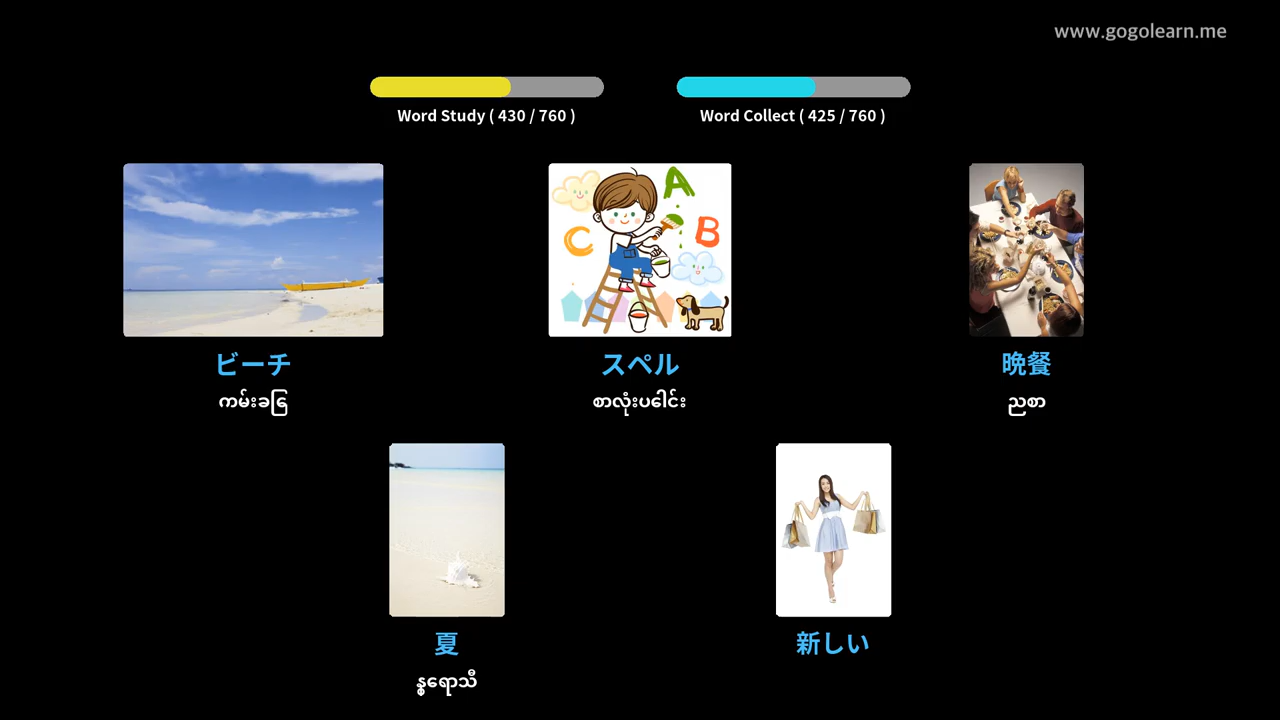 www.gogolearn.me
Word Study ( 430 / 760 )
Word Collect ( 425 / 760 )
ビーチ
ကမ်းခြေ
スペル
စာလုံးပေါင်း
晩餐
ညစာ
夏
နွေရာသီ
新しい